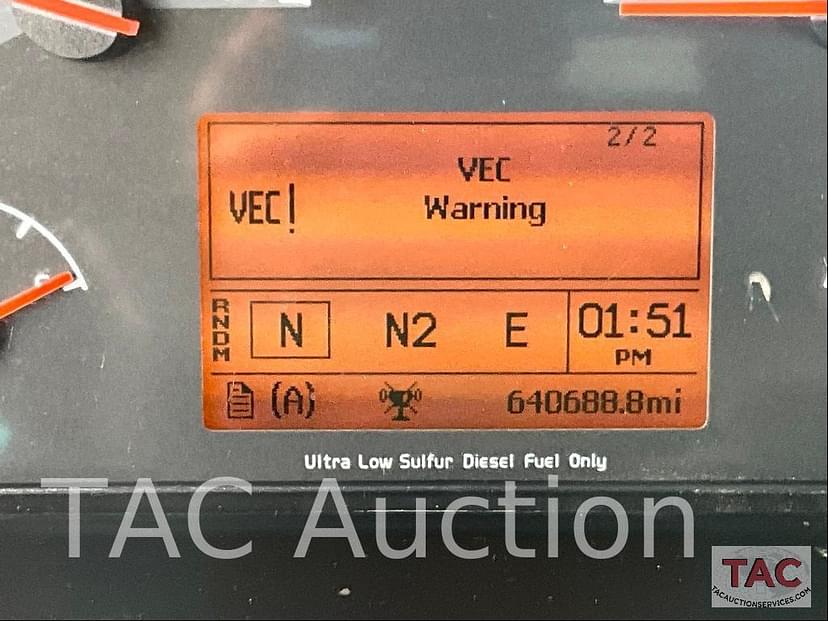 2/2
VEC
VEC! Warning
RNDM N N2 E 01:51
PM
(A) 640688.8mi
Ultra Low Sulfur Diesel Fuel Only
TAC Auction
TAC
TACAUCTIONSERVICES.COM